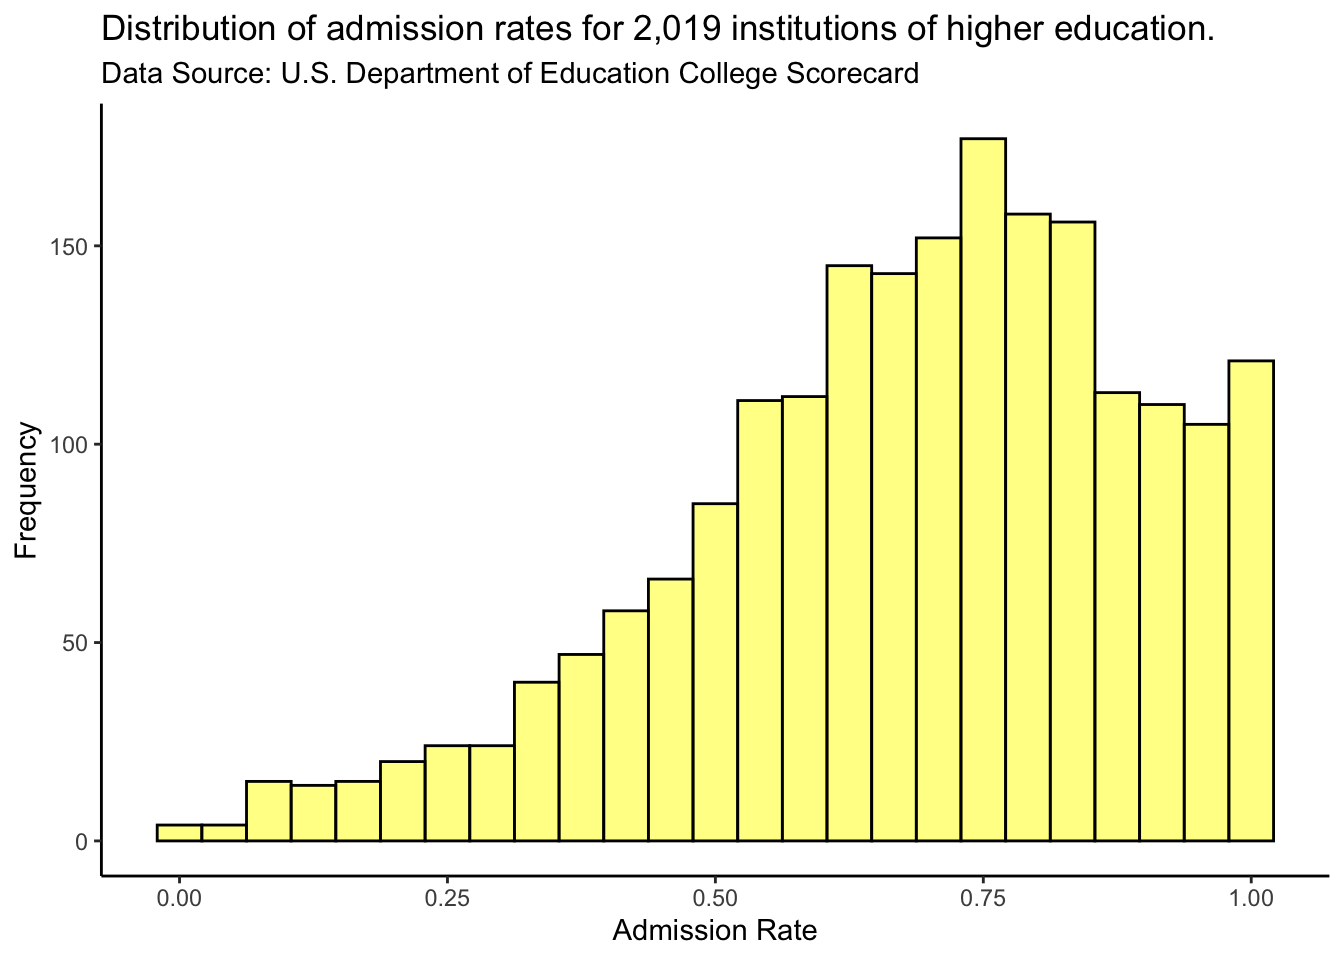 Distribution of admission rates for 2,019 institutions of higher education.
Data Source: U.S. Department of Education College Scorecard
Frequency
150
100
50
0
0.00 0.25 0.50 0.75 1.00
Admission Rate